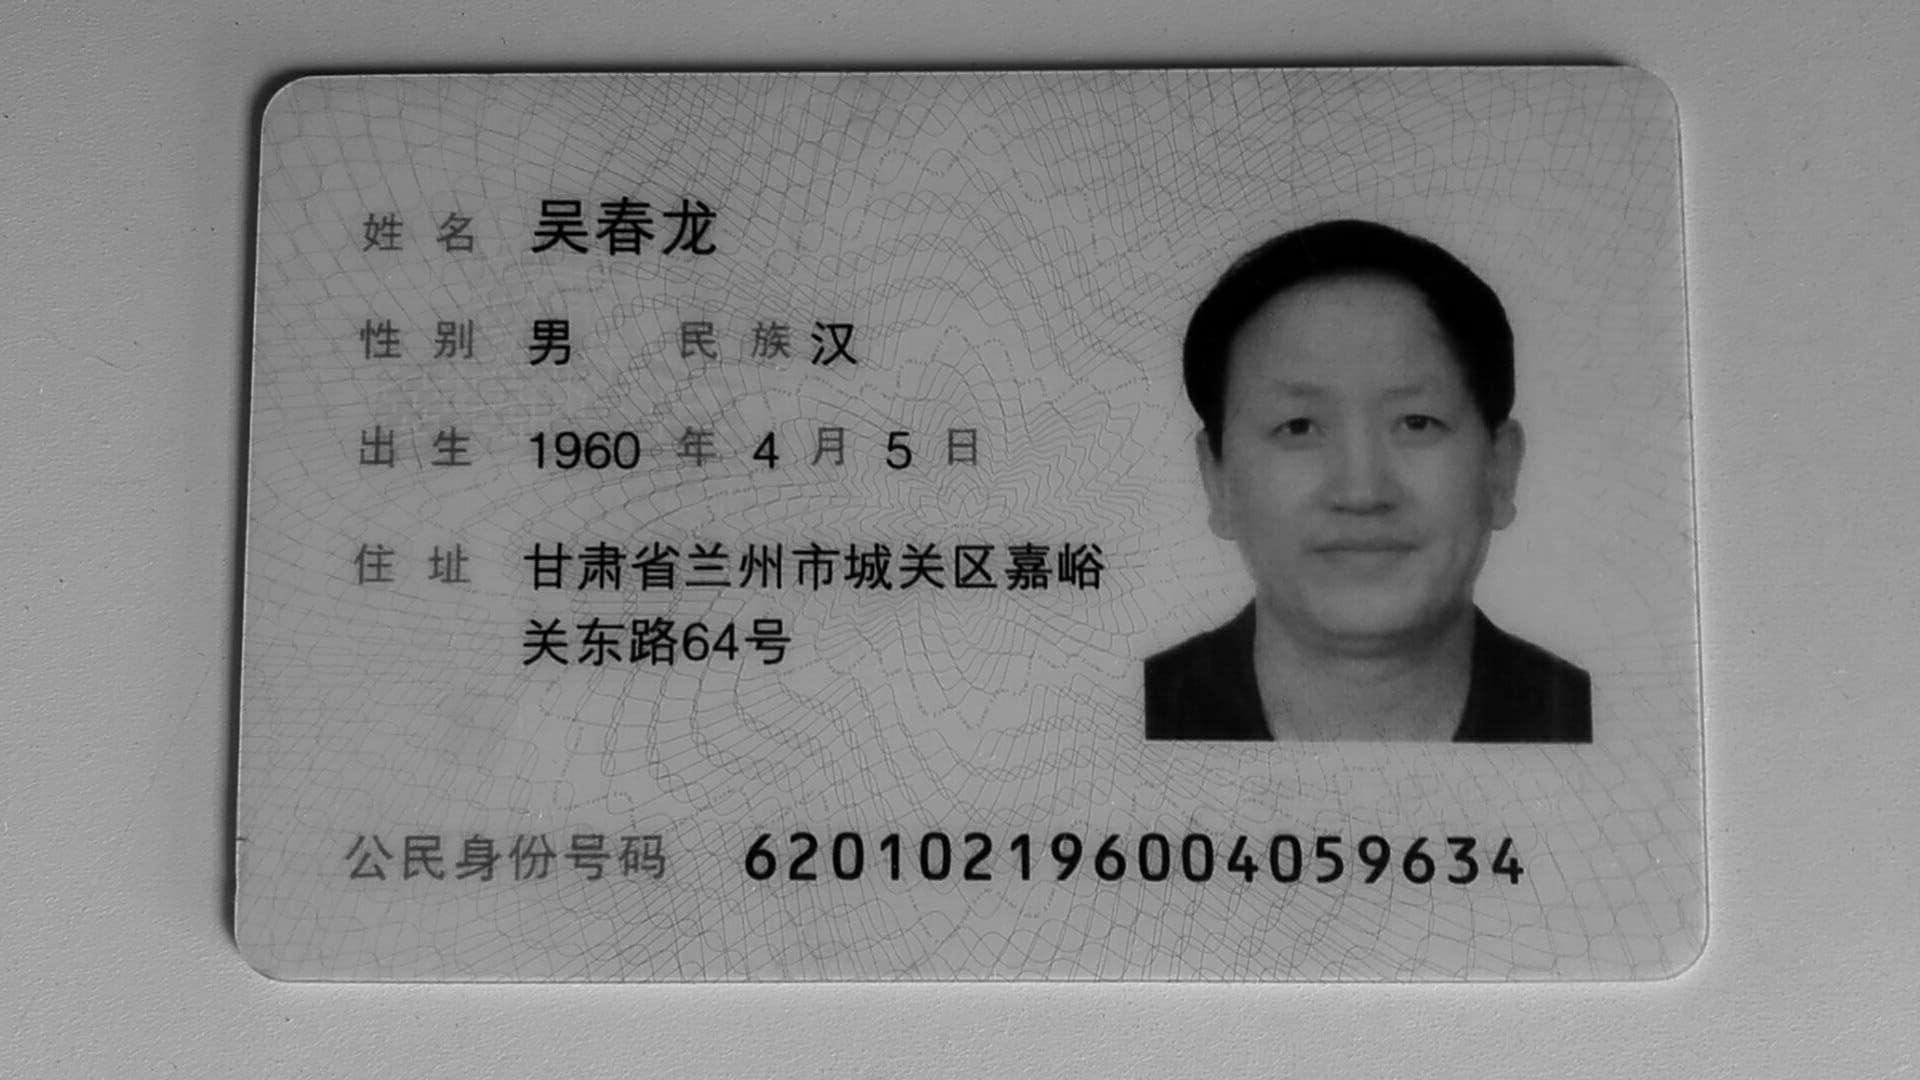 姓名 吴春龙
性别 男 民族 汉
出生 1960 年 4 月 5 日
住址 甘肃省兰州市城关区嘉峪
关东路64号
公民身份号码 620102196004059634